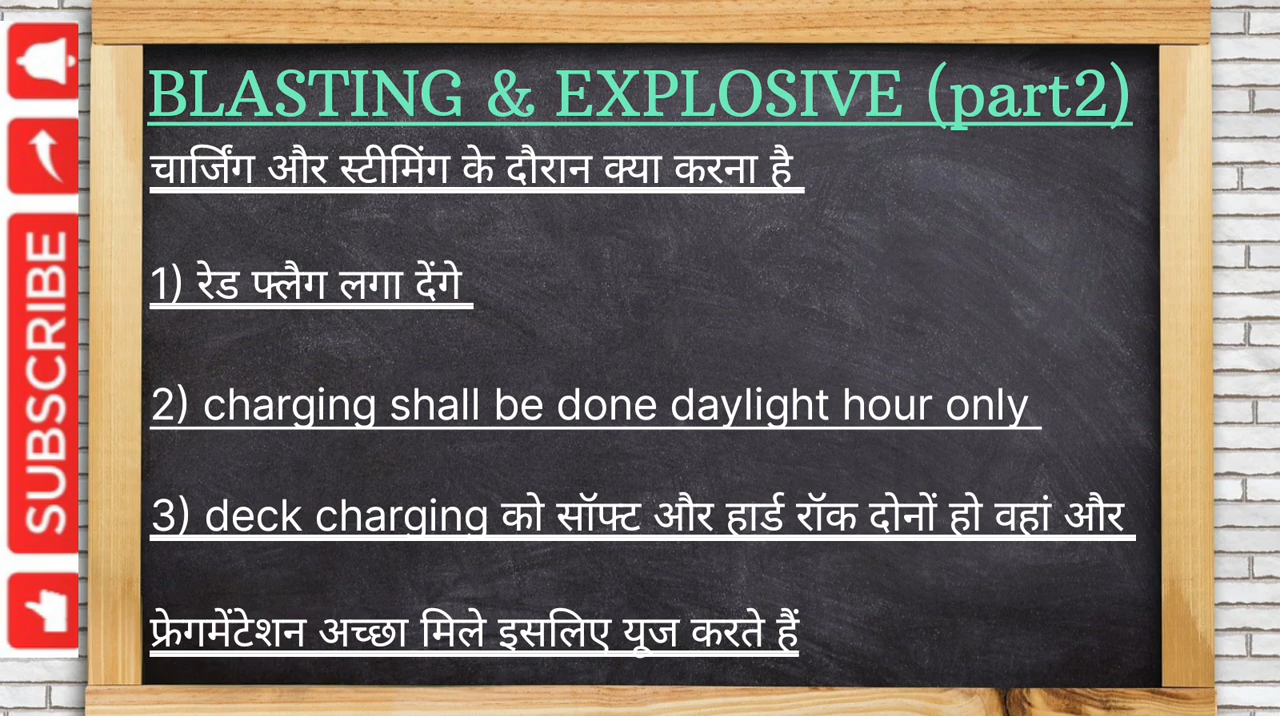 BLASTING & EXPLOSIVE (part2)
चार्जिंग और स्टीमिंग के दौरान क्या करना है
1) रेड फ्लैग लगा देंगे
2) charging shall be done daylight hour only
3) deck charging को सॉफ्ट और हार्ड रॉक दोनों हो वहां और
फ्रेगमेंटेशन अच्छा मिले इसलिए यूज करते हैं
SUBSCRIBE